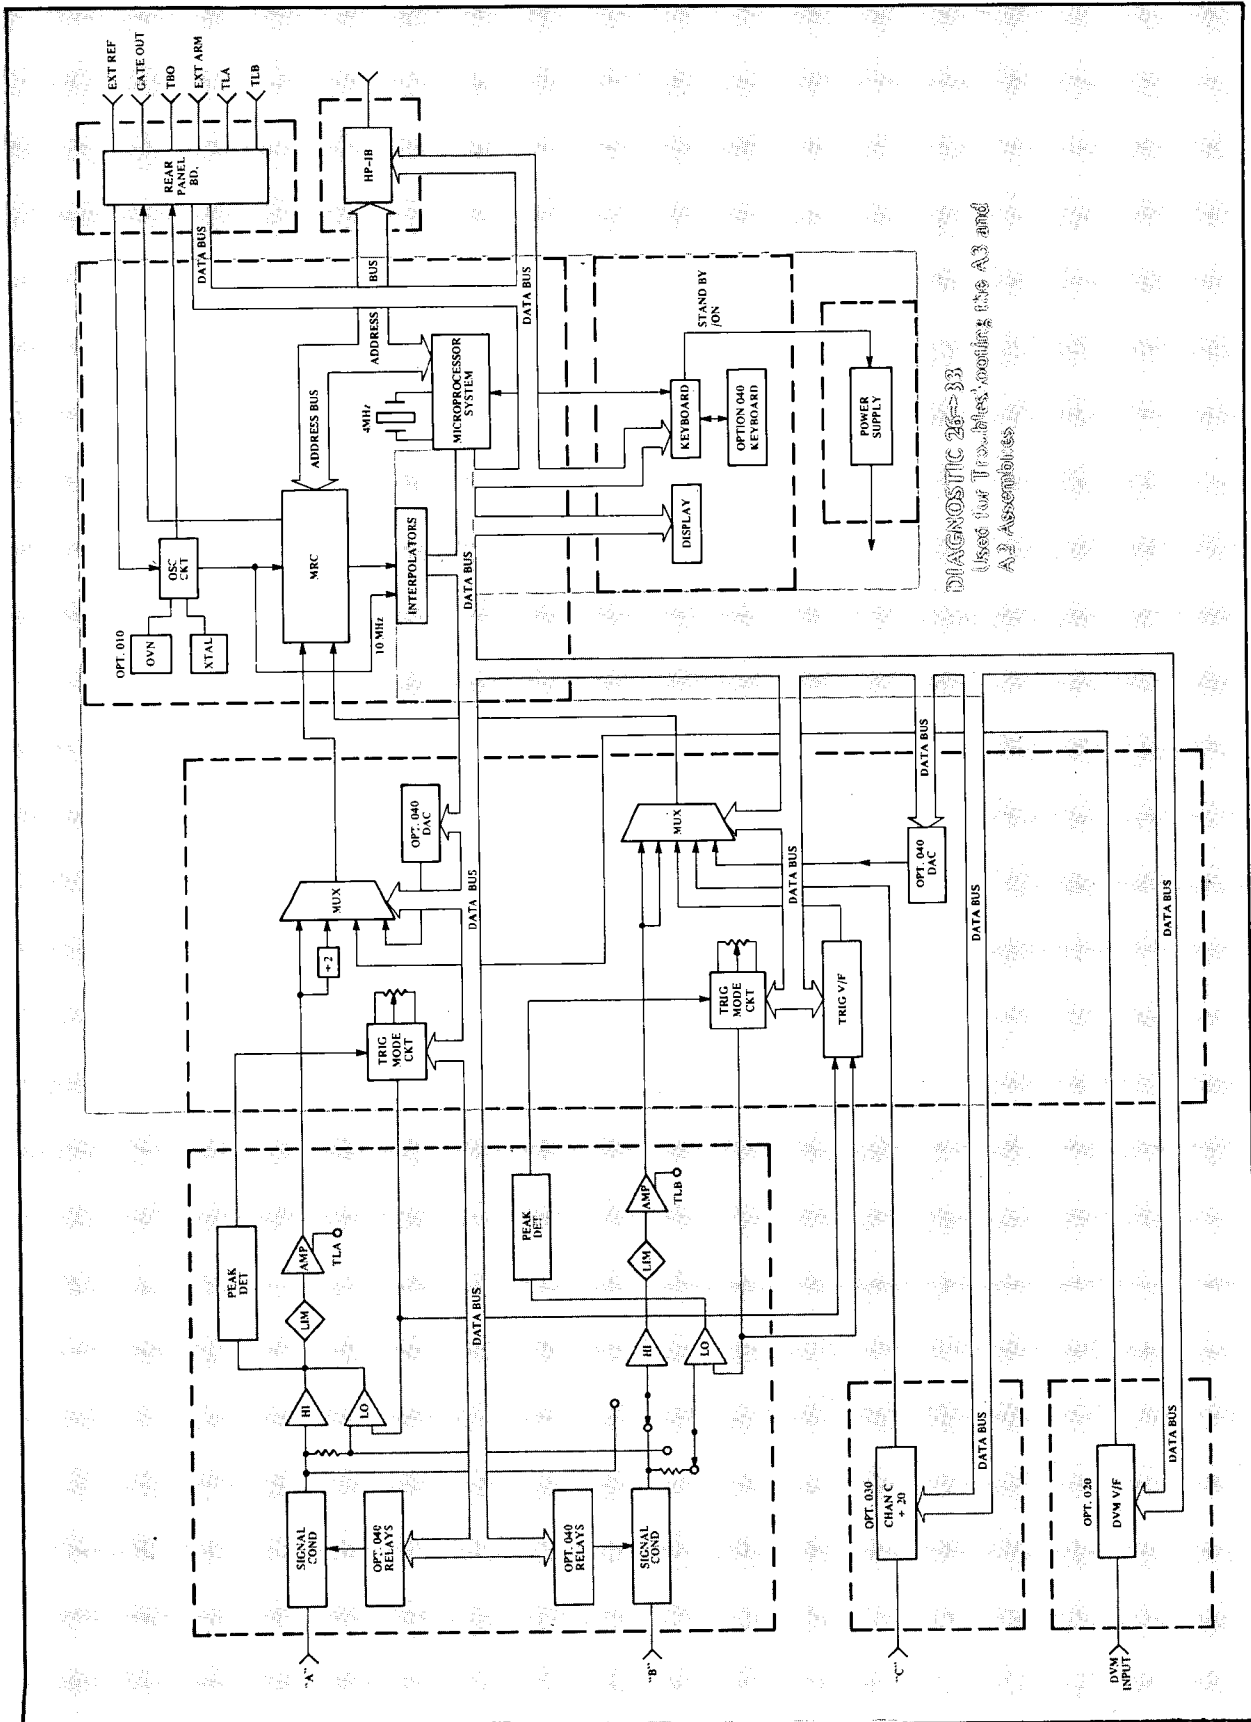 EXT REF
GATE OUT
TBO
EXT ARM
TLA
TLB
REAR
PANEL
BD.
HP-IB
DATA BUS
ADDRESS BUS
DATA BUS
OPT. 010
OVN
XTAL
OSC
CKT
MRC
ADDRESS BUS
4MHz
MICROPROCESSOR
SYSTEM
10 MHz
INTERPOLATORS
DATA BUS
DISPLAY
KEYBOARD
OPTION 040
KEYBOARD
STAND BY
/ON
POWER
SUPPLY
DIAGNOSTIC
Used for Troubleshooting the A3 and
A2 Assemblies
MUX
÷ 2
OPT. 040
DAC
TRIG
MODE
CKT
DATA BUS
MUX
TRIG
MODE
CKT
DATA BUS
TRIG V/F
OPT. 040
DAC
DATA BUS
DATA BUS
DATA BUS
PEAK
DET
AMP
TLA
LIM
HI
LO
DATA BUS
PEAK
DET
AMP
TLB
LIM
HI
LO
SIGNAL
COND
OPT. 040
RELAYS
OPT. 040
RELAYS
SIGNAL
COND
OPT. 030
CHAN C
÷ 20
DATA BUS
OPT. 020
DVM V/F
DATA BUS
"A"
"B"
"C"
DVM
INPUT